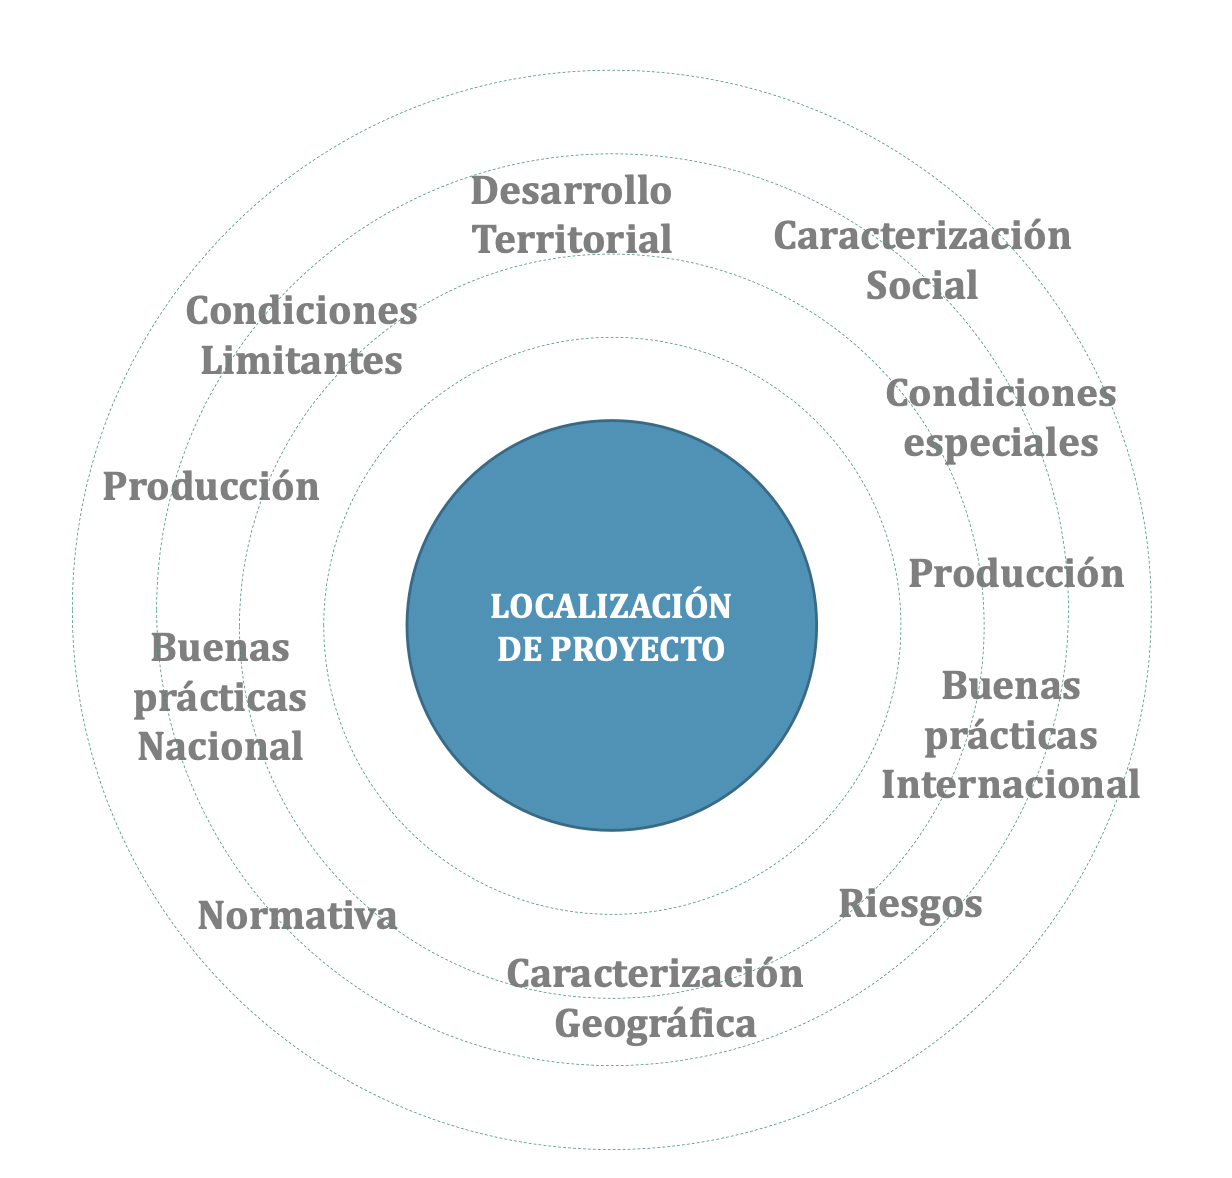 Desarrollo
Territorial
Caracterización
Social
Condiciones
Limitantes
Condiciones
especiales
Producción
Producción
LOCALIZACIÓN
DE PROYECTO
Buenas
prácticas
Nacional
Buenas
prácticas
Internacional
Normativa
Riesgos
Caracterización
Geográfica